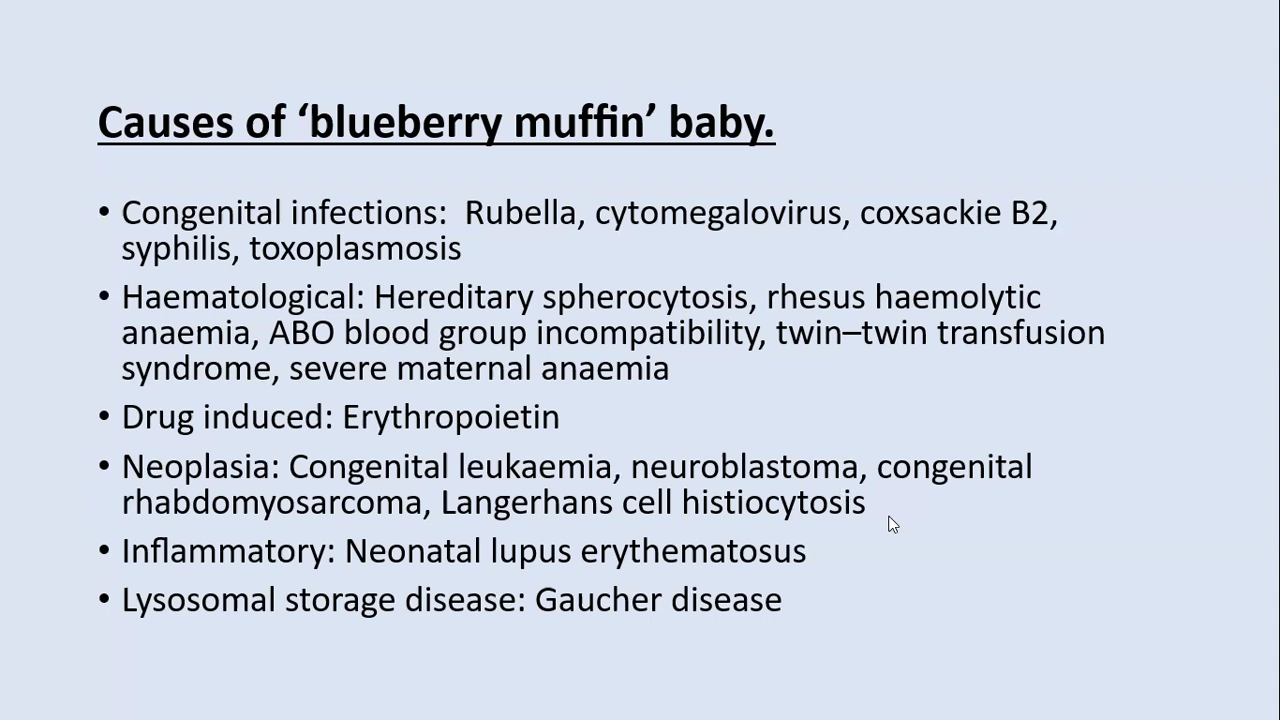 Causes of ‘blueberry muffin’ baby.
• Congenital infections:  Rubella, cytomegalovirus, coxsackie B2,
syphilis, toxoplasmosis
• Haematological: Hereditary spherocytosis, rhesus haemolytic
anaemia, ABO blood group incompatibility, twin–twin transfusion
syndrome, severe maternal anaemia
• Drug induced: Erythropoietin
• Neoplasia: Congenital leukaemia, neuroblastoma, congenital
rhabdomyosarcoma, Langerhans cell histiocytosis
• Inflammatory: Neonatal lupus erythematosus
• Lysosomal storage disease: Gaucher disease